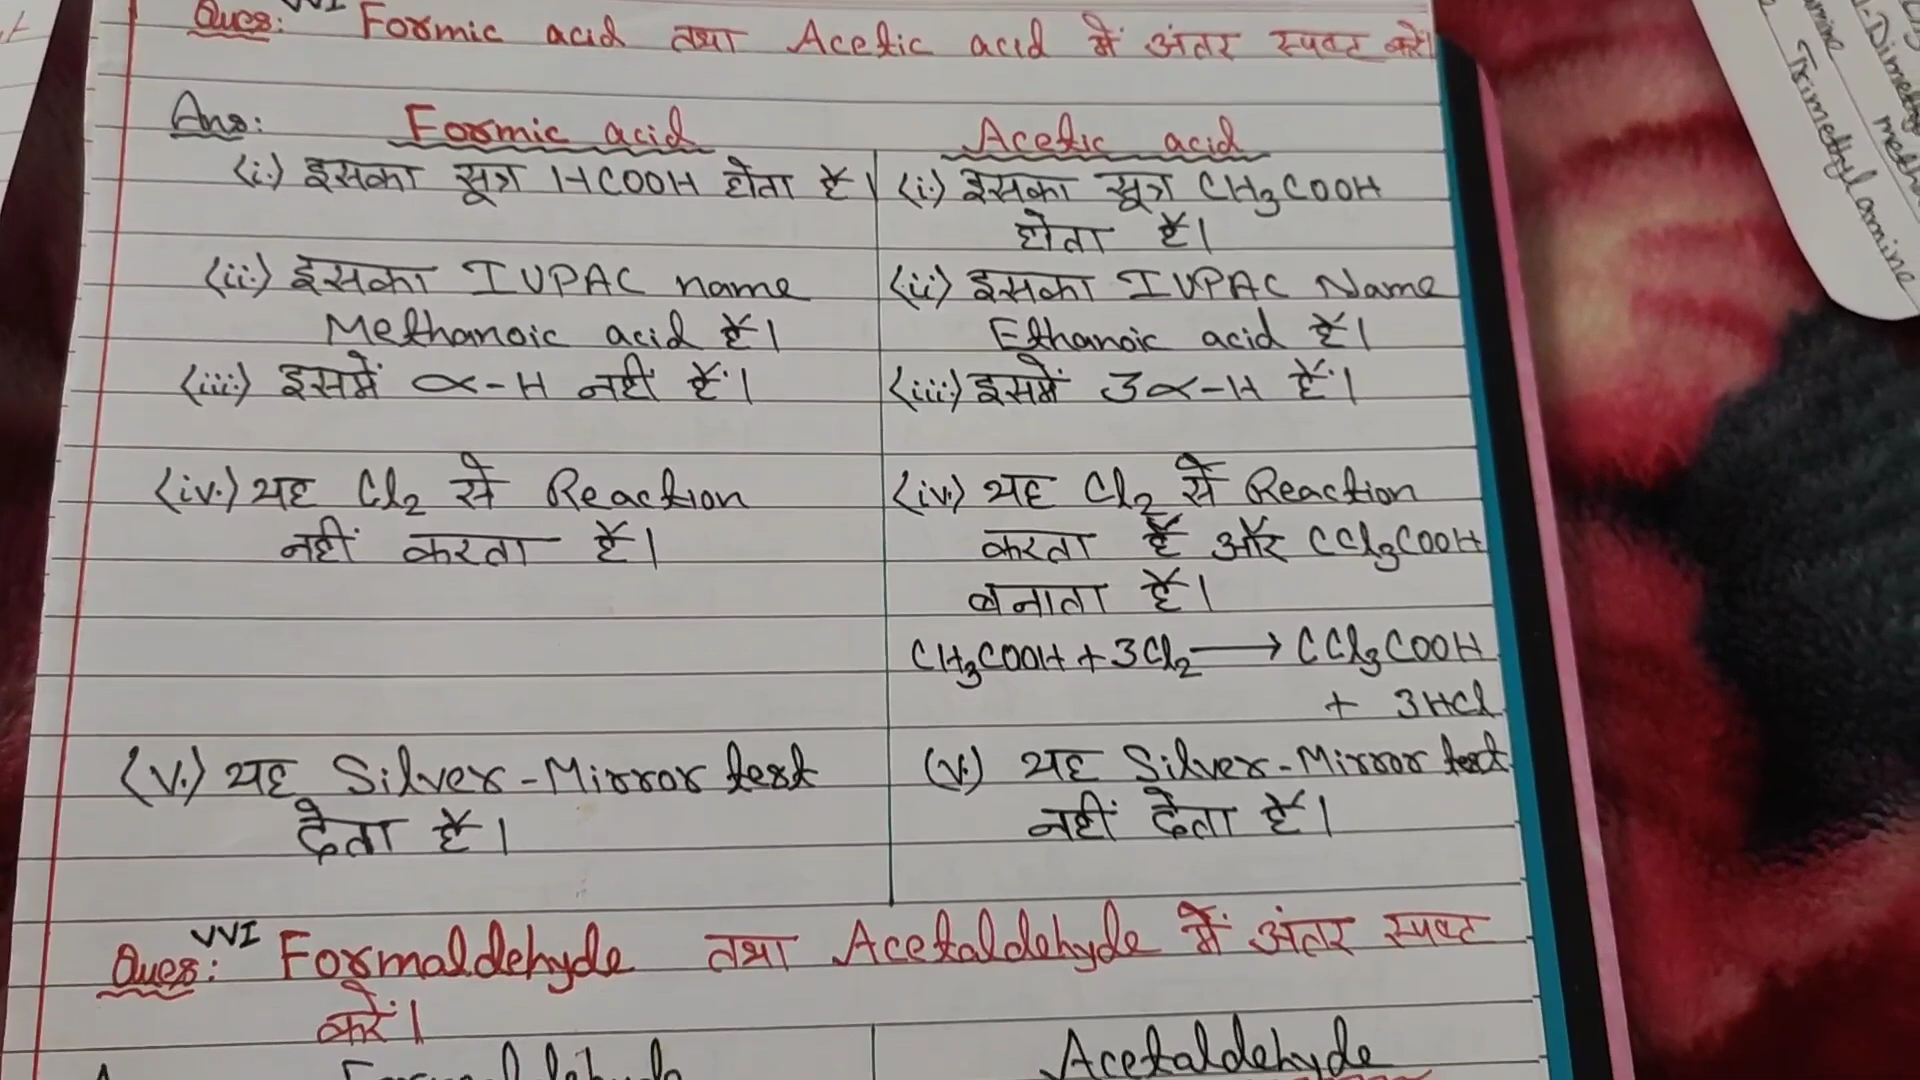 Ques: VVI Formic acid तथा Acetic acid में अंतर स्पष्ट करें।
Ans:
Formic acid
(i.) इसका सूत्र HCOOH होता है।
(ii.) इसका IUPAC name
Methanoic acid हैं।
(iii.) इसमें α-H नहीं हैं।
(iv.) यह Cl₂ से Reaction
नहीं करता हैं।
(v.) यह Silver-Mirror test
देता हैं।
Acetic acid
(i.) इसका सूत्र CH₃COOH
होता हैं।
(ii.) इसका IUPAC Name
Ethanoic acid हैं।
(iii.) इसमें 3α-H हैं।
(iv.) यह Cl₂ से Reaction
करता हैं और CCl₃COOH
बनाता हैं।
CH₃COOH + 3Cl₂ ⟶ CCl₃COOH
+ 3HCl
(v.) यह Silver-Mirror test
नहीं देता हैं।
Ques: VVI Formaldehyde तथा Acetaldehyde में अंतर स्पष्ट
करें।
Formaldehyde
Acetaldehyde
Trimethylamine